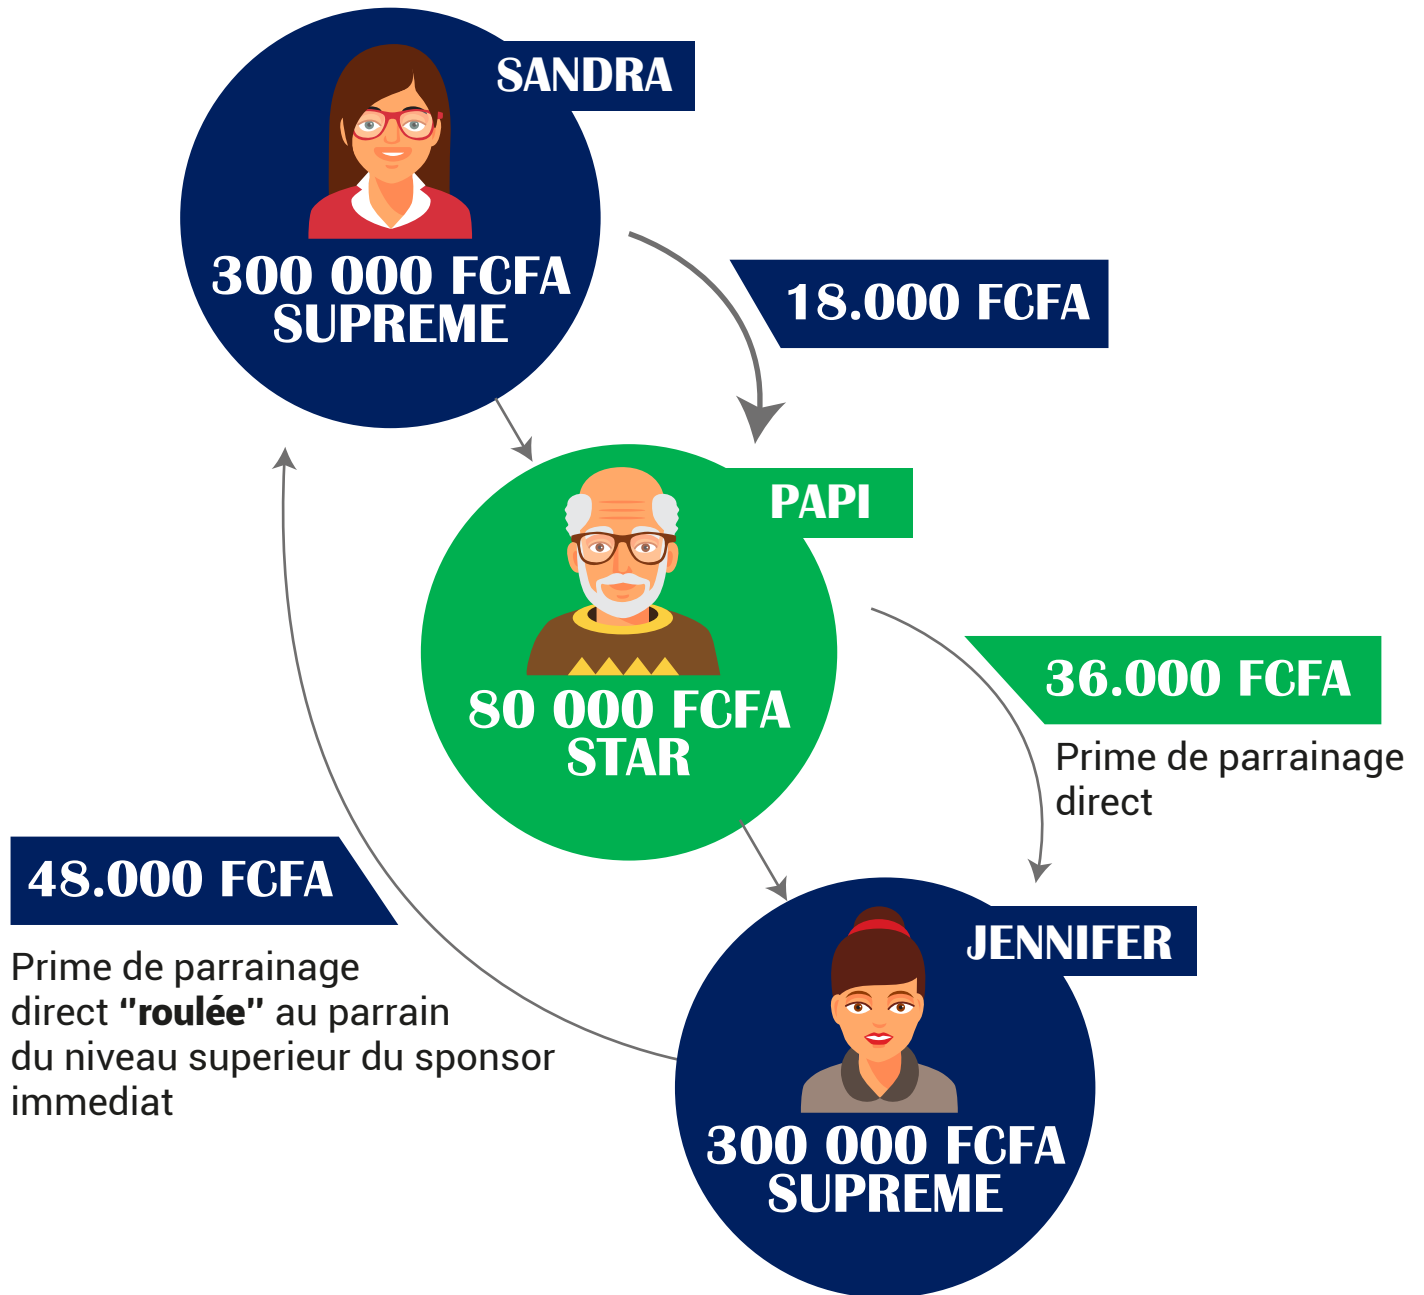 SANDRA
300 000 FCFA
SUPREME
18.000 FCFA
PAPI
80 000 FCFA
STAR
36.000 FCFA
Prime de parrainage
direct
48.000 FCFA
Prime de parrainage
direct "roulée" au parrain
du niveau superieur du sponsor
immediat
JENNIFER
300 000 FCFA
SUPREME